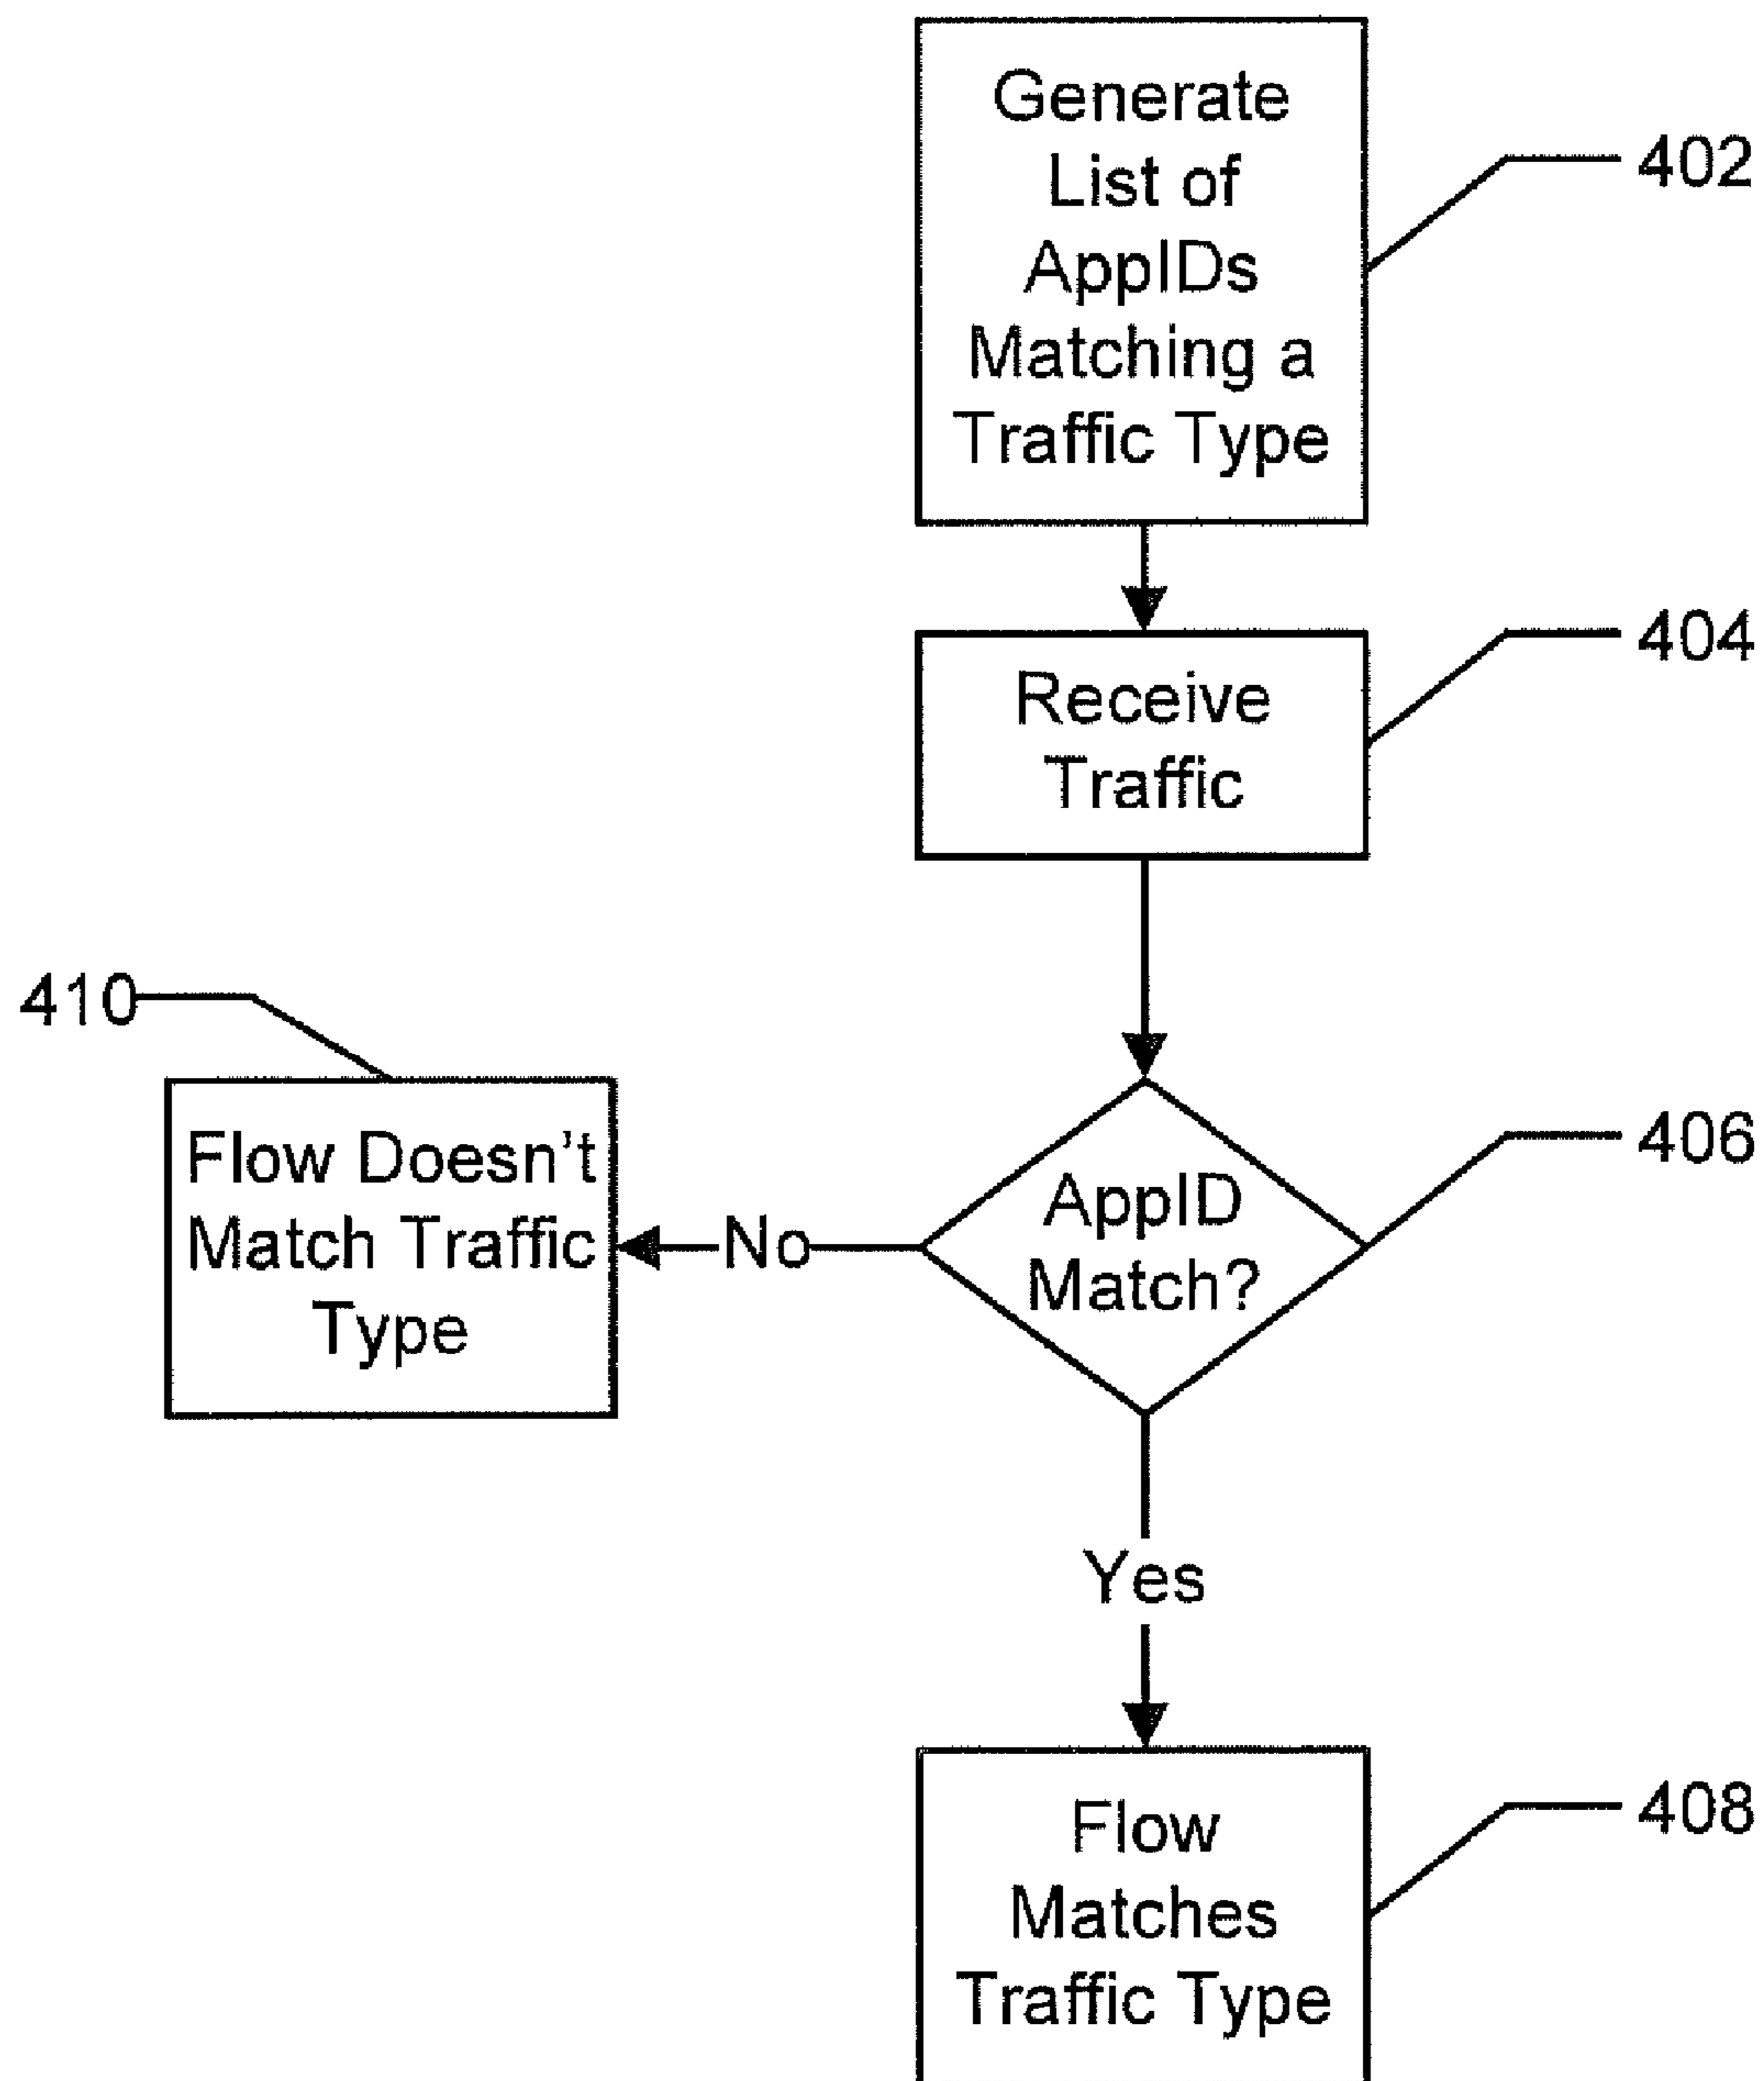 Generate
List of
AppIDs
Matching a
Traffic Type
402
Receive
Traffic
404
410
Flow Doesn't
Match Traffic
Type
No
AppID
Match?
406
Yes
Flow
Matches
Traffic Type
408